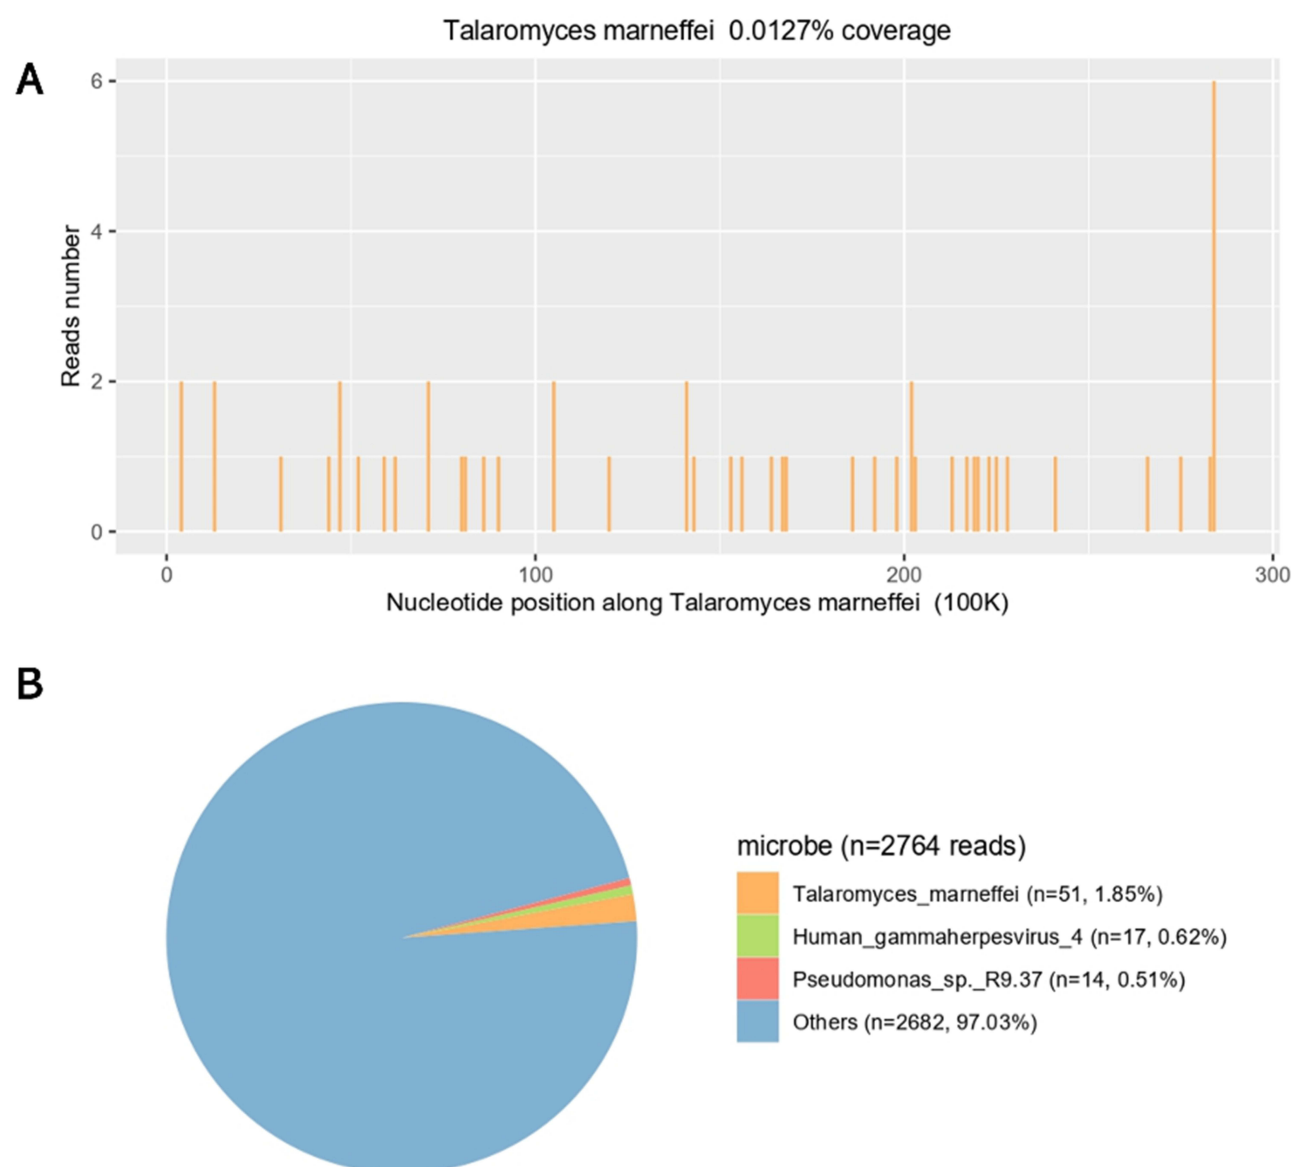 Talaromyces marneffei 0.0127% coverage
A
6
4
2
0
Reads number
0 100 200 300
Nucleotide position along Talaromyces marneffei (100K)
B
microbe (n=2764 reads)
Talaromyces_marneffei (n=51, 1.85%)
Human_gammaherpesvirus_4 (n=17, 0.62%)
Pseudomonas_sp._R9.37 (n=14, 0.51%)
Others (n=2682, 97.03%)